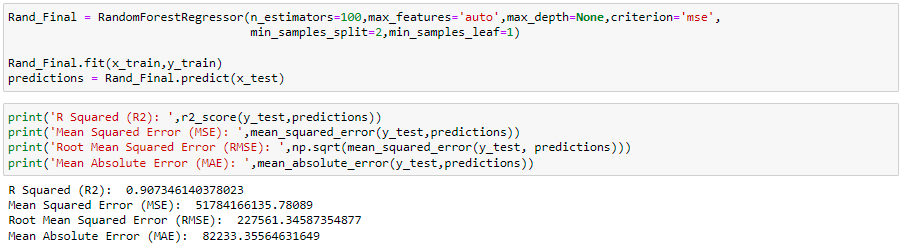 Rand_Final = RandomForestRegressor(n_estimators=100,max_features='auto',max_depth=None,criterion='mse',
min_samples_split=2,min_samples_leaf=1)
Rand_Final.fit(x_train,y_train)
predictions = Rand_Final.predict(x_test)
print('R Squared (R2): ',r2_score(y_test,predictions))
print('Mean Squared Error (MSE): ',mean_squared_error(y_test,predictions))
print('Root Mean Squared Error (RMSE): ',np.sqrt(mean_squared_error(y_test, predictions)))
print('Mean Absolute Error (MAE): ',mean_absolute_error(y_test,predictions))
R Squared (R2):  0.907346140378023
Mean Squared Error (MSE):  51784166135.78089
Root Mean Squared Error (RMSE):  227561.34587354877
Mean Absolute Error (MAE):  82233.35564631649